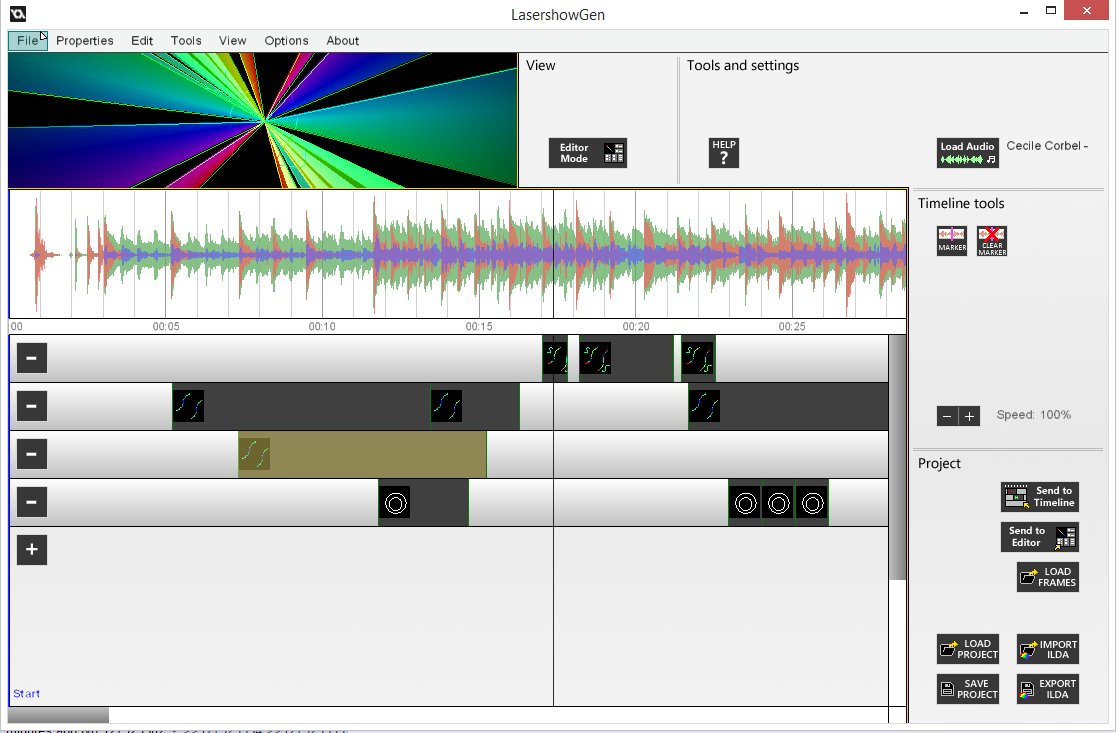 LasershowGen
File Properties Edit Tools View Options About
View
Tools and settings
Editor
Mode
HELP
?
Load Audio
Cecile Corbel -
Timeline tools
MARKER
CLEAR
MARKER
00 00:05 00:10 00:15 00:20 00:25
Speed: 100%
Project
Send to
Timeline
Send to
Editor
LOAD
FRAMES
LOAD
PROJECT
IMPORT
ILDA
SAVE
PROJECT
EXPORT
ILDA
Start